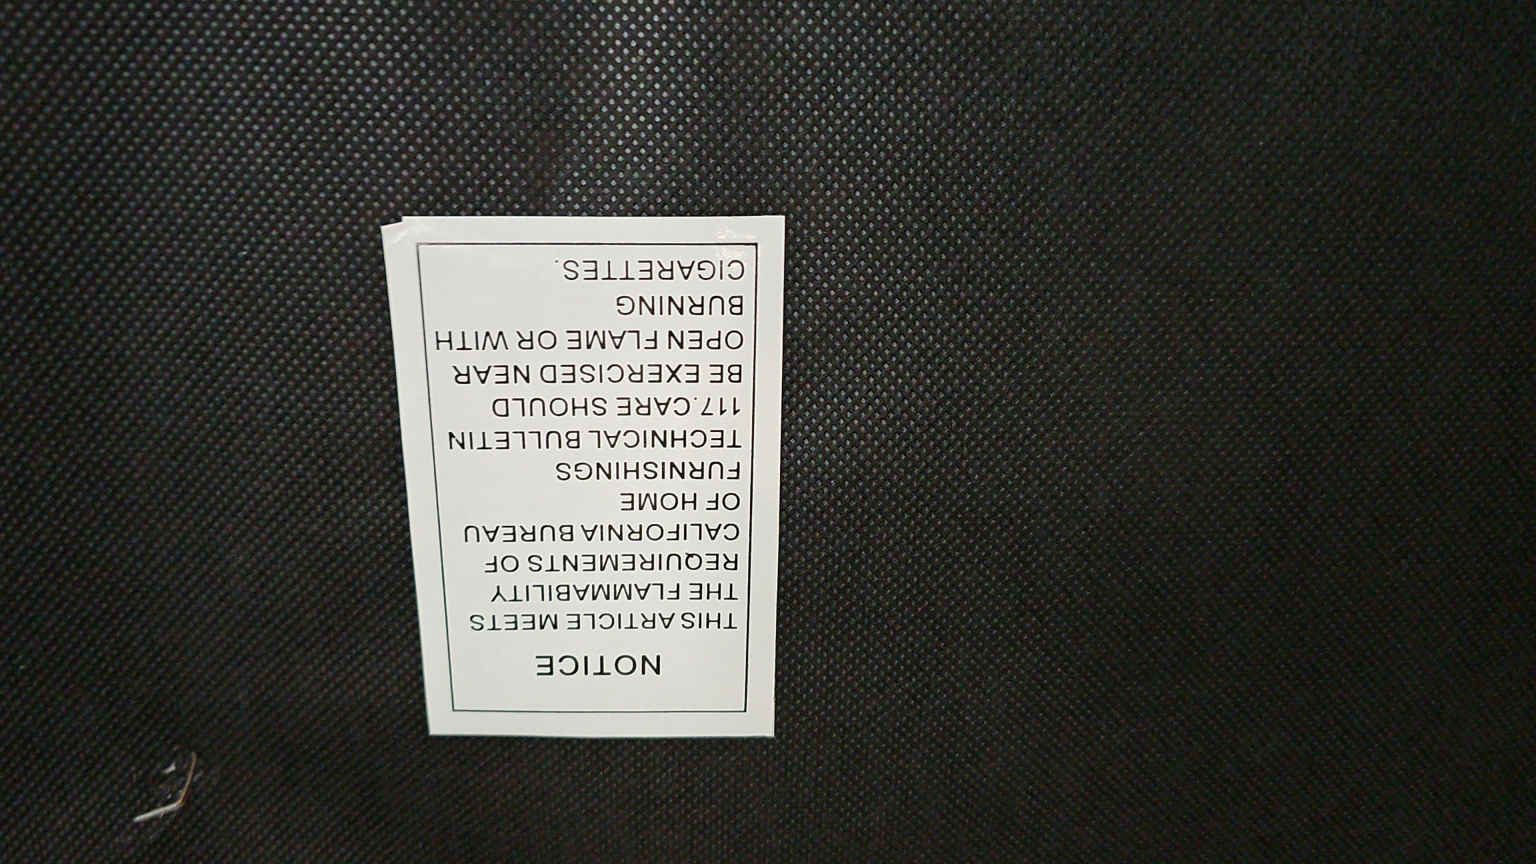 NOTICE
THIS ARTICLE MEETS
THE FLAMMABILITY
REQUIREMENTS OF
CALIFORNIA BUREAU
OF HOME
FURNISHINGS
TECHNICAL BULLETIN
117.CARE SHOULD
BE EXERCISED NEAR
OPEN FLAME OR WITH
BURNING
CIGARETTES.